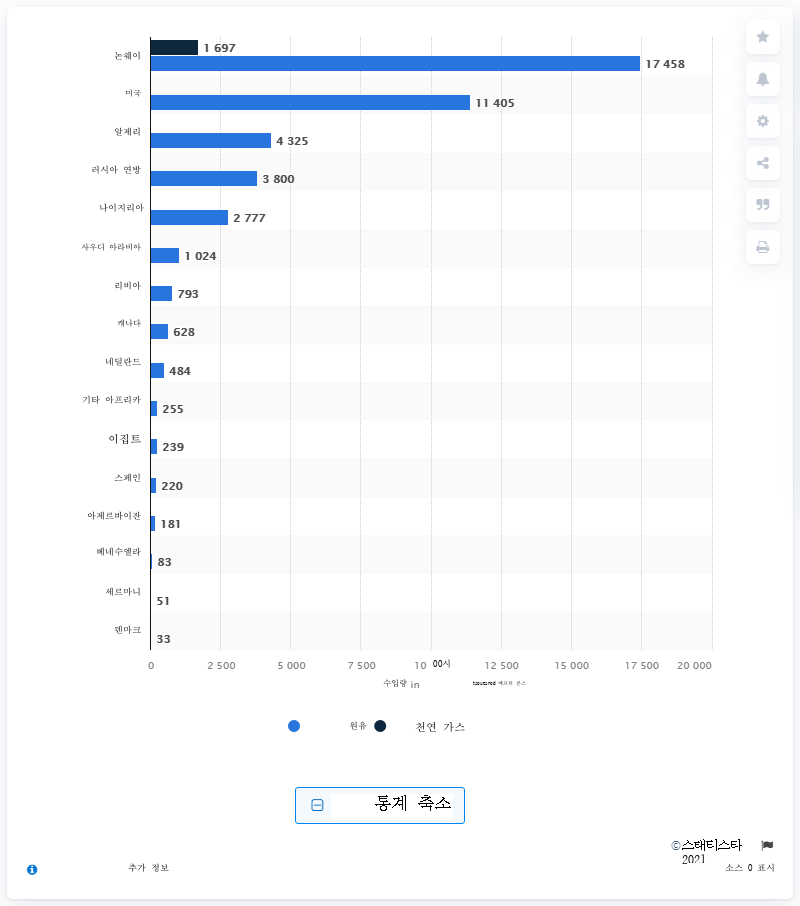 1 697
논웨이
17 458
미국
11 405
알제리
4 325
러시아 연방
3 800
나이지리아
2 777
사우디 아라비아
1 024
리비아
793
캐나다
628
네덜란드
484
기타 아프리카
255
이집트
239
스페인
220
아제르바이잔
181
베네수엘라
83
세르마니
51
덴마크
33
0 2 500 5 000 7 500 10 00시 12 500 15 000 17 500 20 000
수입량 in 메트릭 톤스
원유 천연 가스
통계 축소
©스태티스타 2021
추가 정보 소스 0 표시